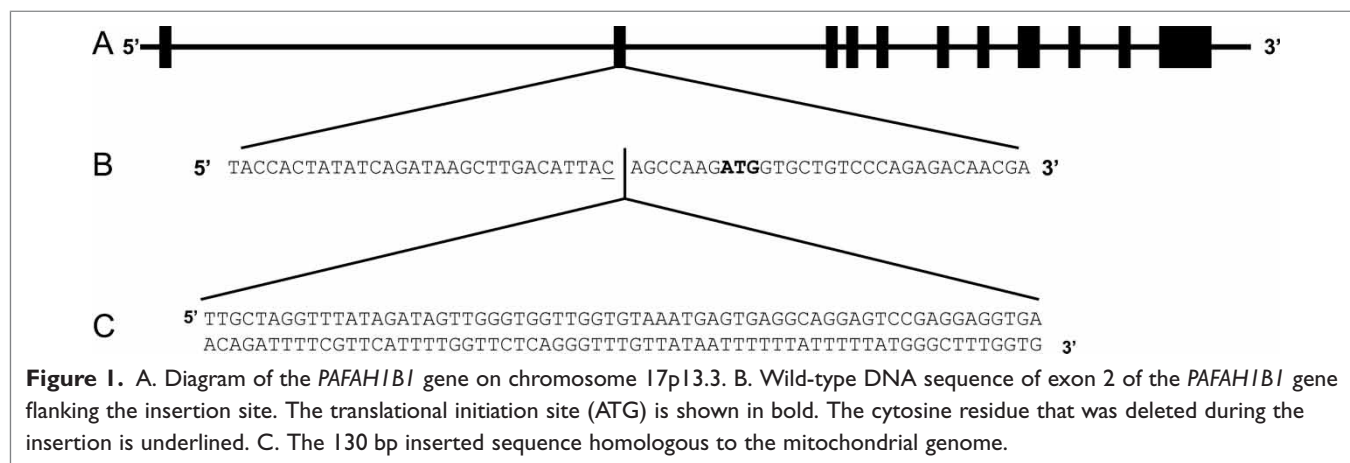 A 5’ 3’
B 5’ TACCACTATATCAGATAAGCTTGACATTAC AGCCAAGATGGTGCTGTCCCAGAGACAACGA 3’
C 5’ TTGCTAGGTTTATAGATAGTTGGGTGGTTGGTGTAAATGAGTGAGGCAGGAGTCCGAGGAGGTGA
ACAGATTTTCGTTCATTTTGGTTCTCAGGGTTTGTTATAATTTTTTATTTTTATGGGCTTTGGTG 3’
Figure 1. A. Diagram of the PAFAH1B1 gene on chromosome 17p13.3. B. Wild-type DNA sequence of exon 2 of the PAFAH1B1 gene
flanking the insertion site. The translational initiation site (ATG) is shown in bold. The cytosine residue that was deleted during the
insertion is underlined. C. The 130 bp inserted sequence homologous to the mitochondrial genome.